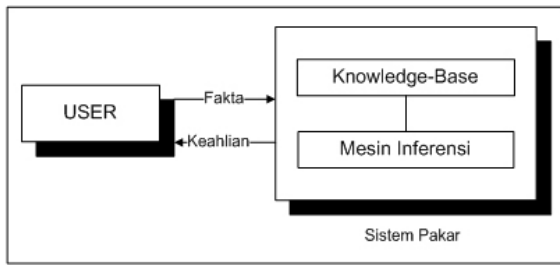 USER
Fakta
Keahlian
Knowledge-Base
Mesin Inferensi
Sistem Pakar